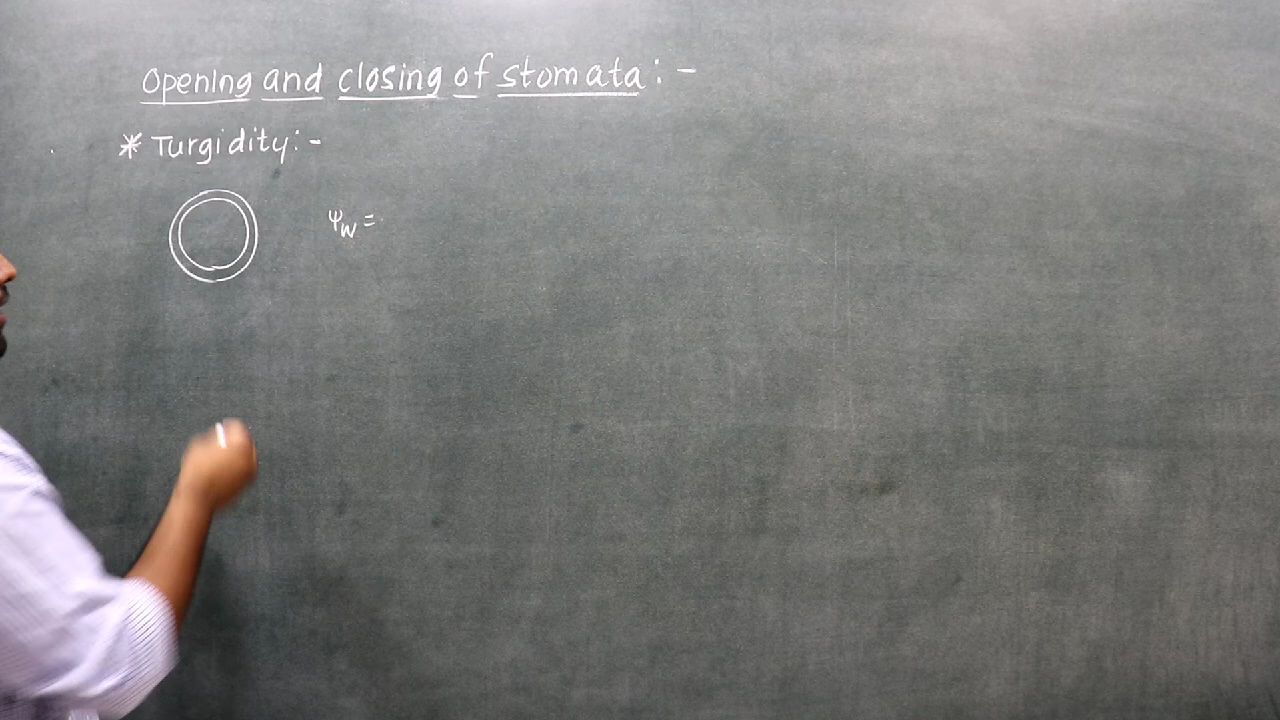 Opening and closing of stomata:-
* Turgidity:-
Ψw =